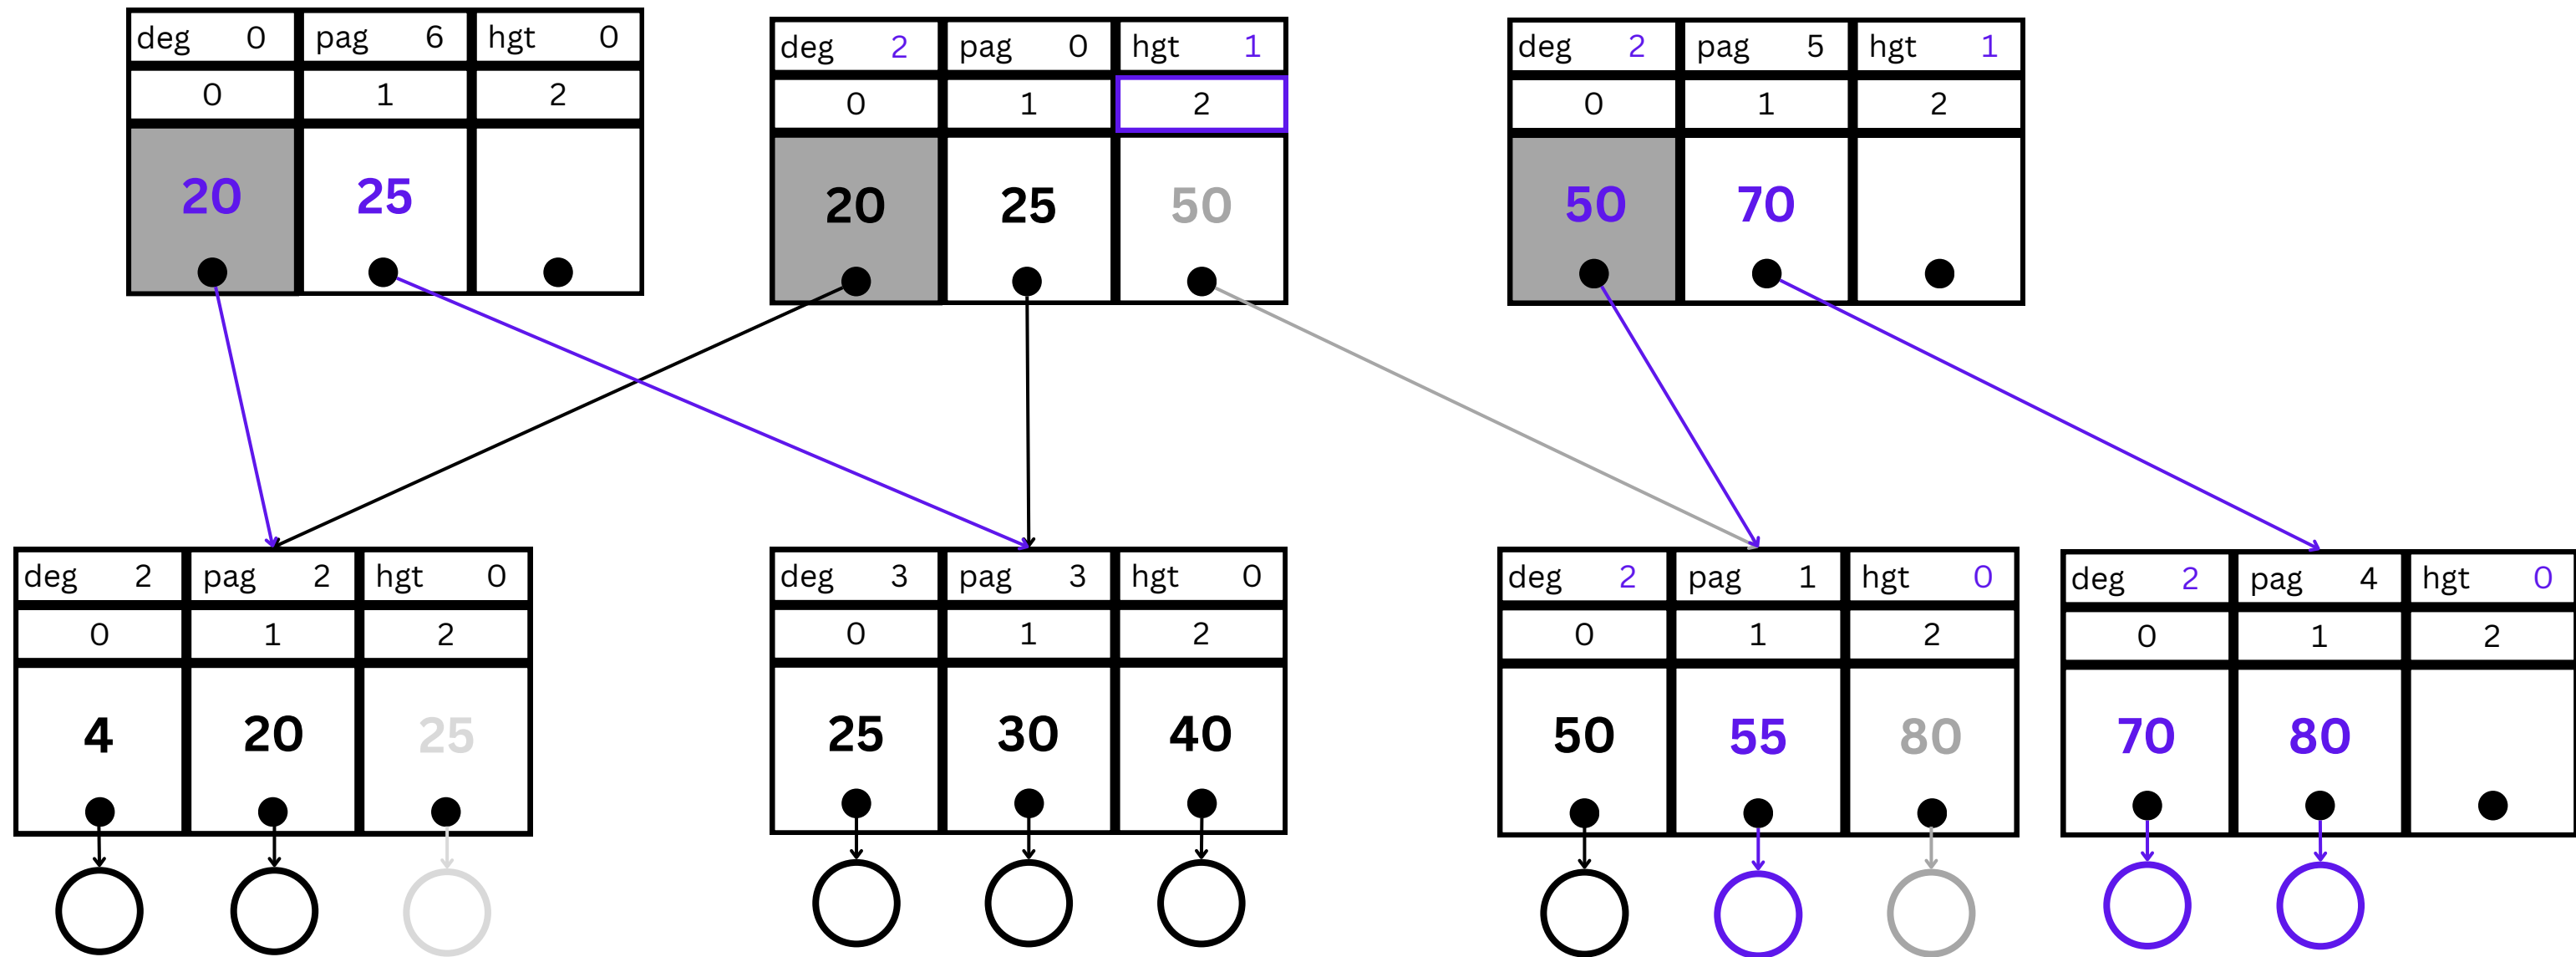 deg 0 pag 6 hgt 0
0 1 2
20 25
deg 2 pag 0 hgt 1
0 1 2
20 25 50
deg 2 pag 5 hgt 1
0 1 2
50 70
deg 2 pag 2 hgt 0
0 1 2
4 20 25
deg 3 pag 3 hgt 0
0 1 2
25 30 40
deg 2 pag 1 hgt 0
0 1 2
50 55 80
deg 2 pag 4 hgt 0
0 1 2
70 80